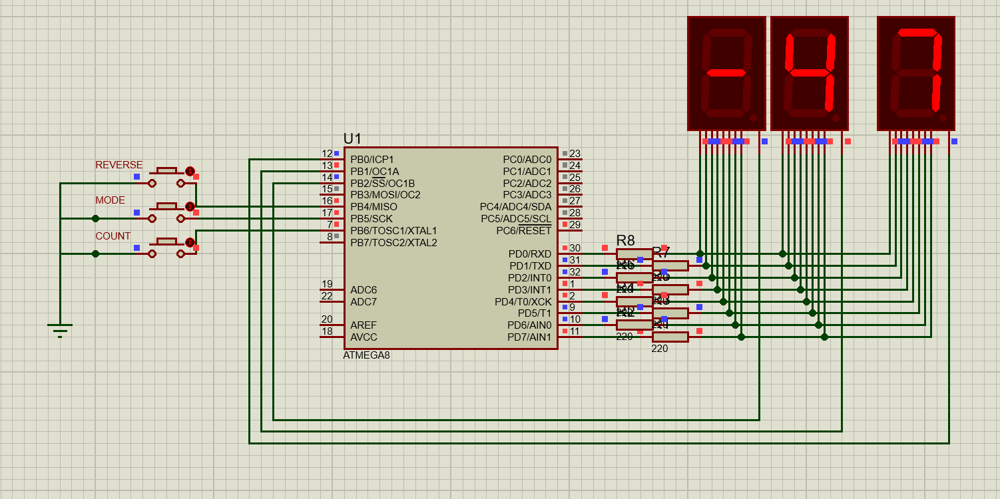 -4 7
U1
REVERSE
MODE
COUNT
12 PB0/ICP1
13 PB1/OC1A
14 PB2/SS/OC1B
15 PB3/MOSI/OC2
16 PB4/MISO
17 PB5/SCK
7 PB6/TOSC1/XTAL1
8 PB7/TOSC2/XTAL2
19 ADC6
22 ADC7
20 AREF
18 AVCC
PC0/ADC0 23
PC1/ADC1 24
PC2/ADC2 25
PC3/ADC3 26
PC4/ADC4/SDA 27
PC5/ADC5/SCL 28
PC6/RESET 29
PD0/RXD 30
PD1/TXD 31
PD2/INT0 32
PD3/INT1 1
PD4/T0/XCK 2
PD5/T1 9
PD6/AIN0 10
PD7/AIN1 11
ATMEGA8
R8
R7
220
220